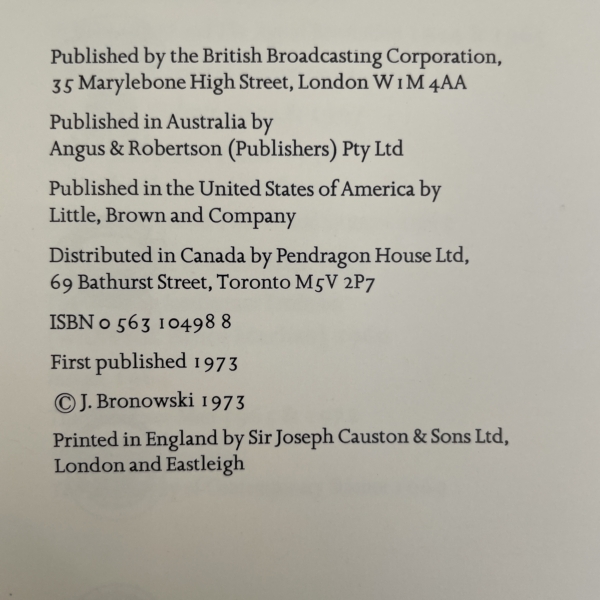 Published by the British Broadcasting Corporation,
35 Marylebone High Street, London W1M 4AA
Published in Australia by
Angus & Robertson (Publishers) Pty Ltd
Published in the United States of America by
Little, Brown and Company
Distributed in Canada by Pendragon House Ltd,
69 Bathurst Street, Toronto M5V 2P7
ISBN 0 563 10498 8
First published 1973
© J. Bronowski 1973
Printed in England by Sir Joseph Causton & Sons Ltd,
London and Eastleigh